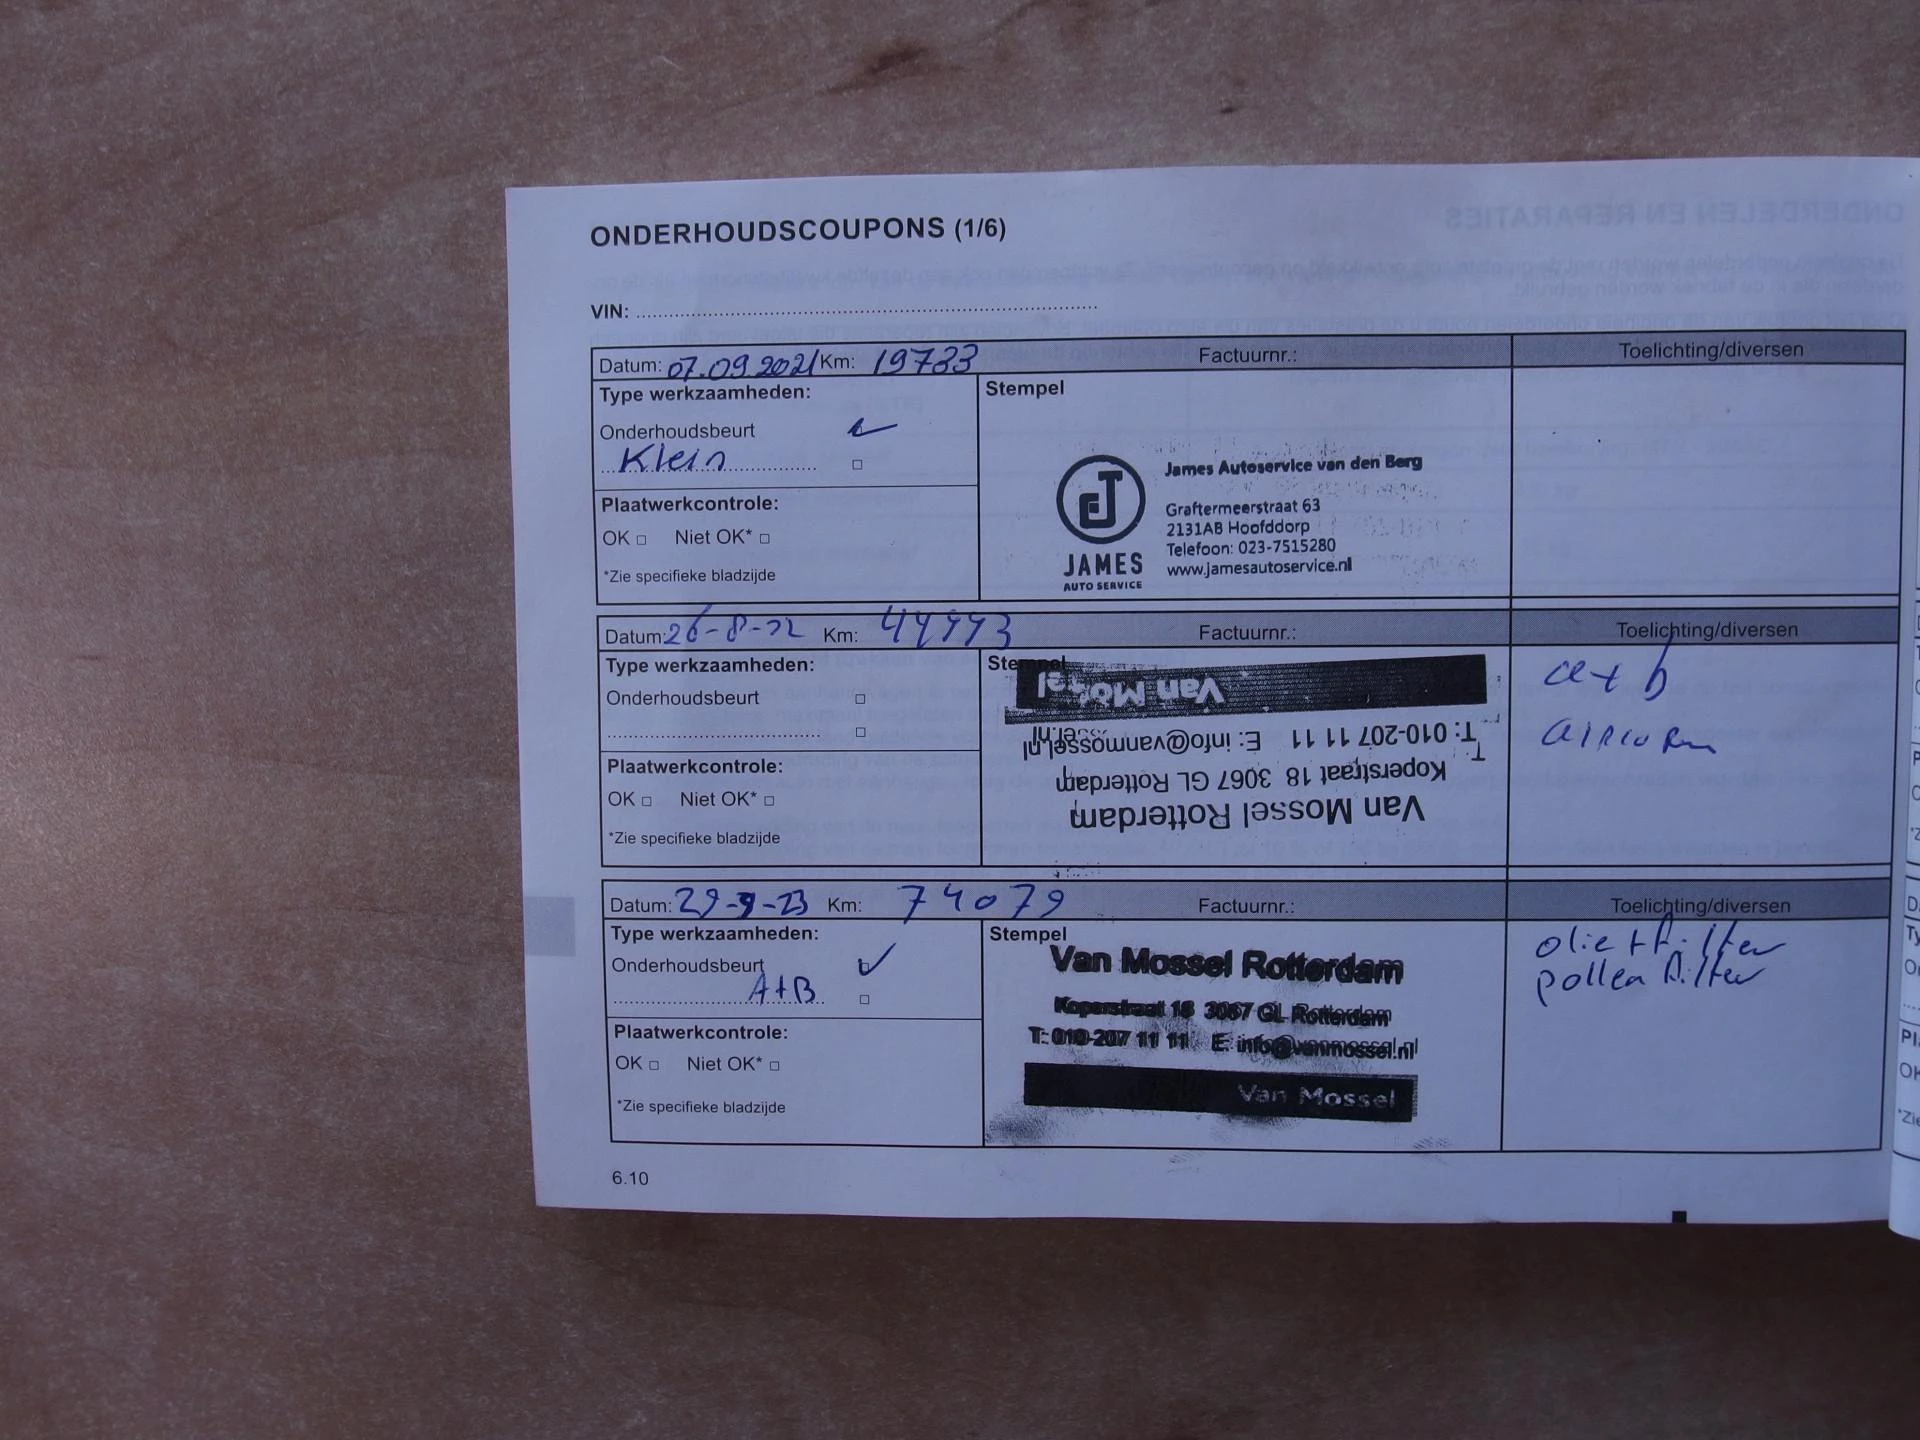 ONDERHOUDSCOUPONS (1/6)
VIN:
Datum: 07.09.2021 Km: 19733 Factuurnr.: Toelichting/diversen
Type werkzaamheden:
Stempel
Onderhoudsbeurt
Klein
Plaatwerkcontrole:
OK Niet OK*
*Zie specifieke bladzijde
JAMES
AUTO SERVICE
James Autoservice van den Berg
Graftermeerstraat 63
2131AB Hoofddorp
Telefoon: 023-7515280
www.jamesautoservice.nl
Datum: 26-8-22 Km: 44993 Factuurnr.: Toelichting/diversen
Type werkzaamheden:
Stempel
Onderhoudsbeurt
Plaatwerkcontrole:
OK Niet OK*
*Zie specifieke bladzijde
Van Mossel Rotterdam
Koperstraat 18 3067 GL Rotterdam
T: 010-207 11 11 E: info@vanmossel.nl
Van Mossel
a+b
airco
Datum: 29-9-23 Km: 74079 Factuurnr.: Toelichting/diversen
Type werkzaamheden:
Stempel
Onderhoudsbeurt
A+B
Plaatwerkcontrole:
OK Niet OK*
*Zie specifieke bladzijde
Van Mossel Rotterdam
Koperstraat 18 3067 GL Rotterdam
T: 010-207 11 11 E: info@vanmossel.nl
Van Mossel
olie + filter
pollen filter
6.10